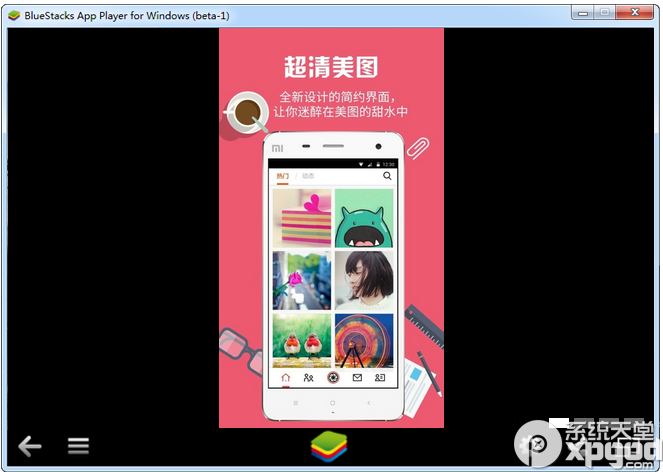 BlueStacks App Player for Windows (beta-1)
超清美图
全新设计的简约界面，
让你迷醉在美图的甜水中
mi
12:30
热门 / 动态
系统天堂
xpgod
.com